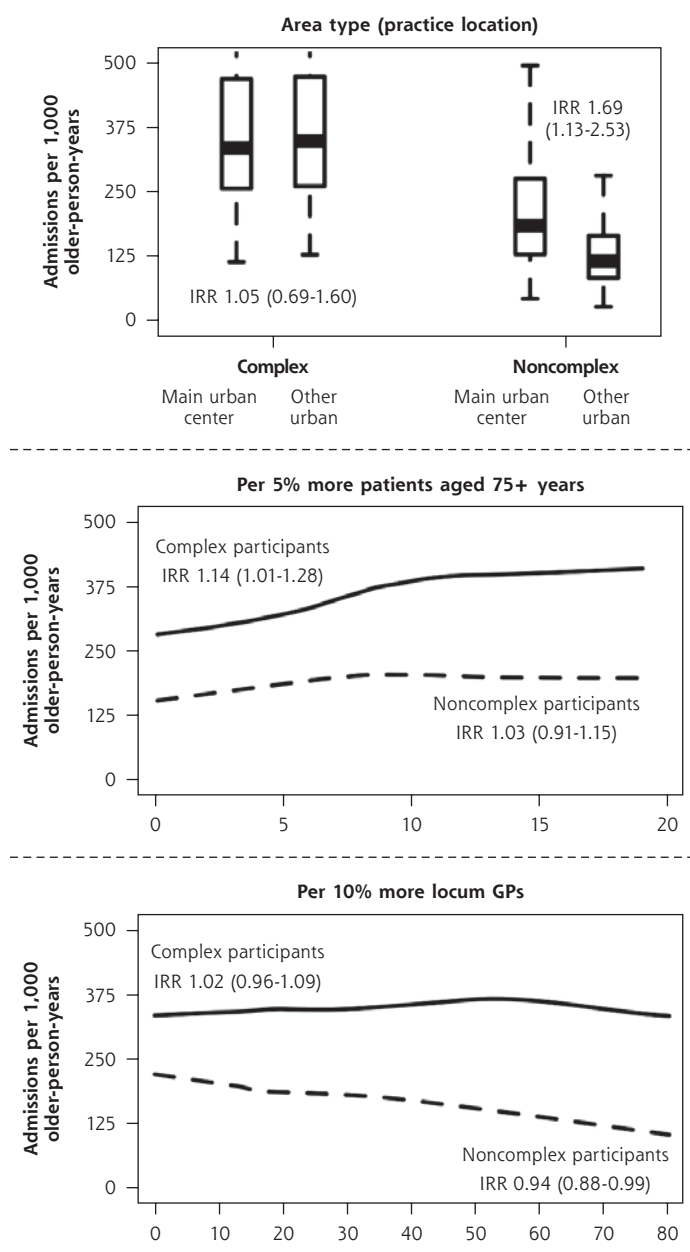 Area type (practice location)
Admissions per 1,000
older-person-years
500
375
250
125
0
IRR 1.69
(1.13-2.53)
IRR 1.05 (0.69-1.60)
Complex
Noncomplex
Main urban
center
Other
urban
Main urban
center
Other
urban
Per 5% more patients aged 75+ years
Admissions per 1,000
older-person-years
500
375
250
125
0
Complex participants
IRR 1.14 (1.01-1.28)
Noncomplex participants
IRR 1.03 (0.91-1.15)
0 5 10 15 20
Per 10% more locum GPs
Admissions per 1,000
older-person-years
500
375
250
125
0
Complex participants
IRR 1.02 (0.96-1.09)
Noncomplex participants
IRR 0.94 (0.88-0.99)
0 10 20 30 40 50 60 70 80